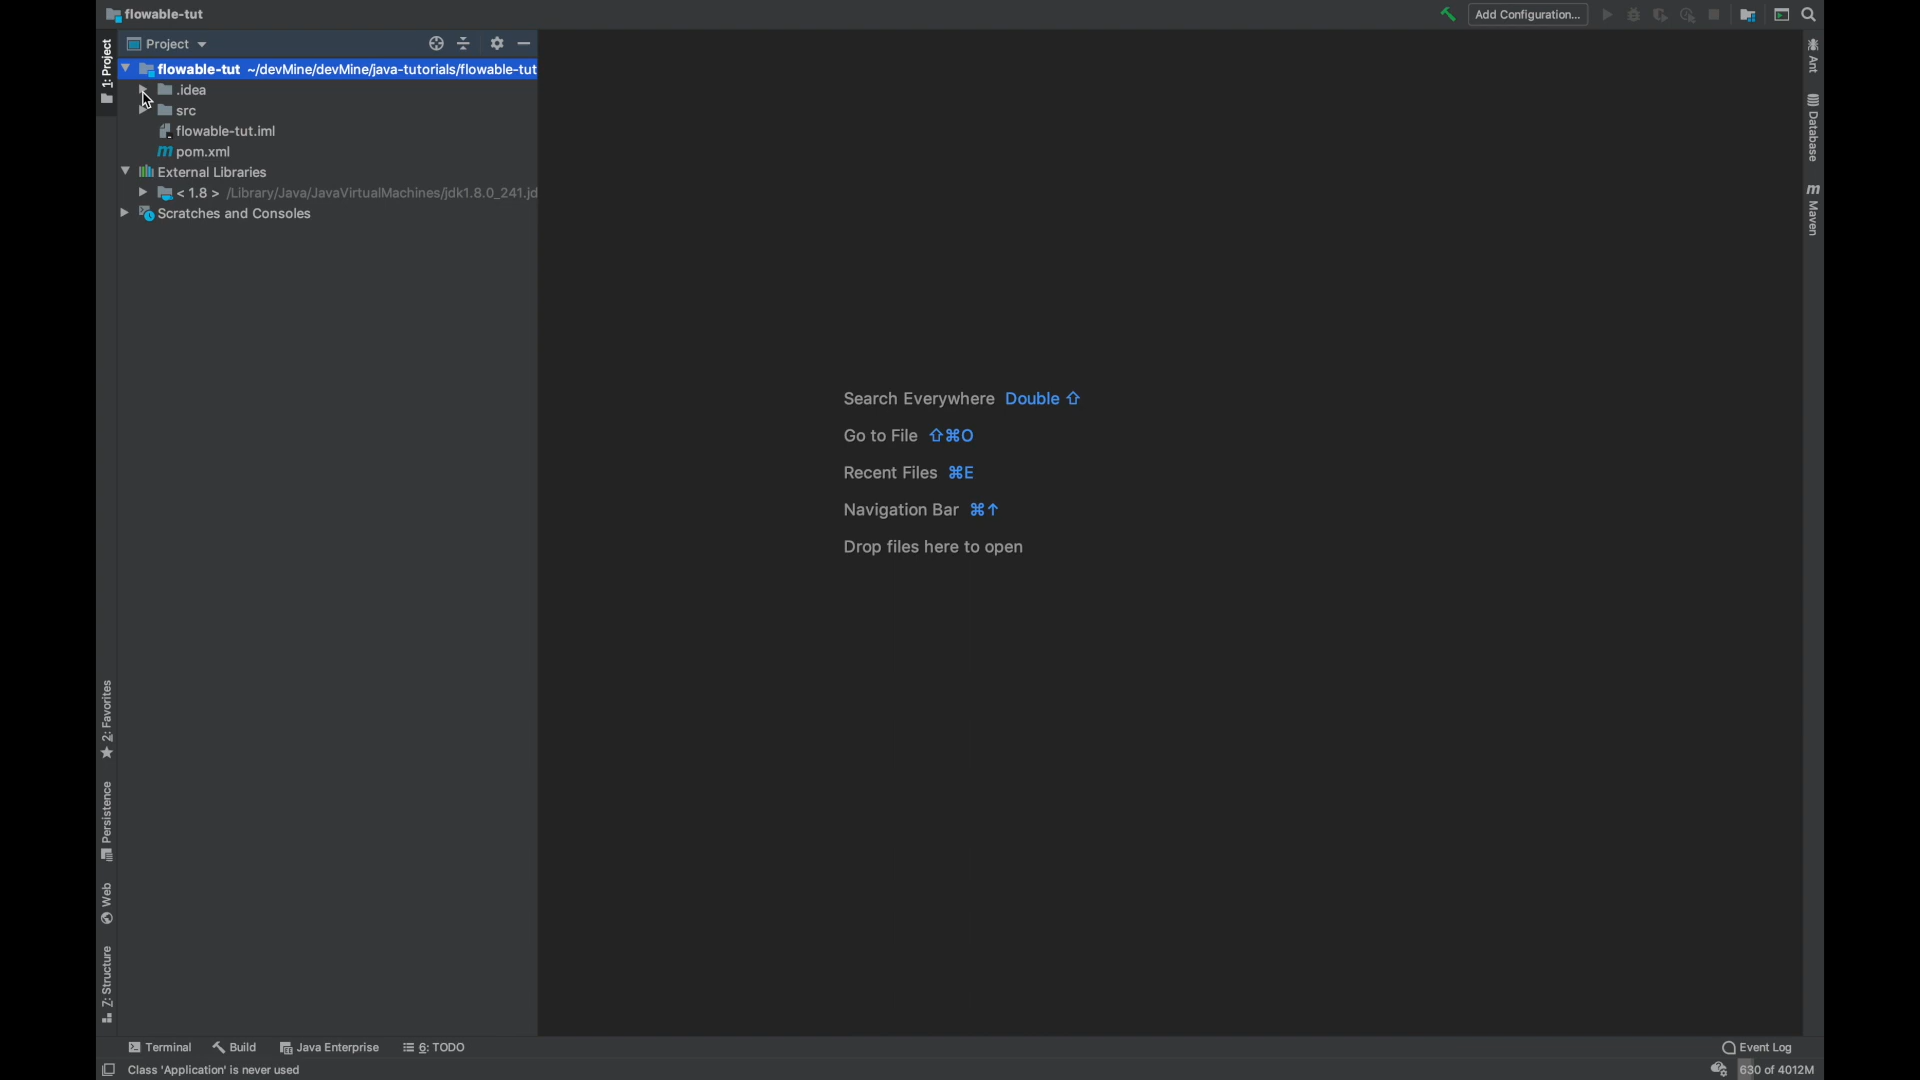 flowable-tut
Add Configuration...
1: Project
Project
flowable-tut ~/devMine/devMine/java-tutorials/flowable-tut
.idea
src
flowable-tut.iml
m pom.xml
External Libraries
< 1.8 > /Library/Java/JavaVirtualMachines/jdk1.8.0_241.jd
Scratches and Consoles
Ant
Database
m Maven
Search Everywhere Double ⇧
Go to File ⇧⌘O
Recent Files ⌘E
Navigation Bar ⌘↑
Drop files here to open
2: Favorites
Persistence
Web
Z: Structure
Terminal
Build
Java Enterprise
6: TODO
Event Log
Class 'Application' is never used
630 of 4012M